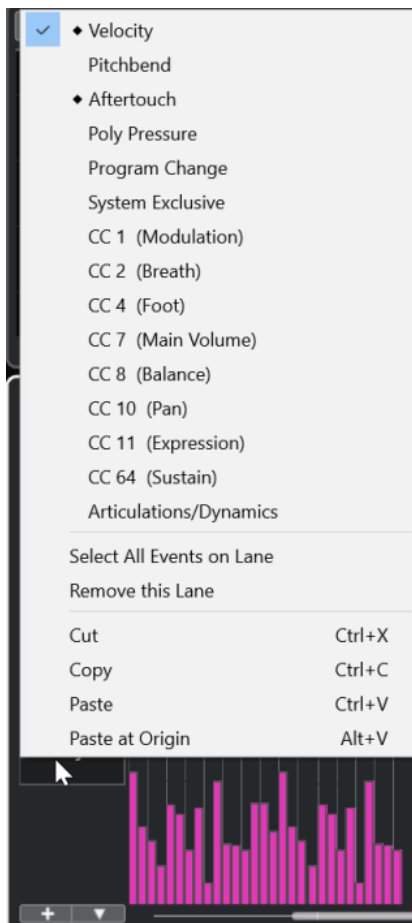 Velocity
Pitchbend
Aftertouch
Poly Pressure
Program Change
System Exclusive
CC 1 (Modulation)
CC 2 (Breath)
CC 4 (Foot)
CC 7 (Main Volume)
CC 8 (Balance)
CC 10 (Pan)
CC 11 (Expression)
CC 64 (Sustain)
Articulations/Dynamics
Select All Events on Lane
Remove this Lane
Cut Ctrl+X
Copy Ctrl+C
Paste Ctrl+V
Paste at Origin Alt+V